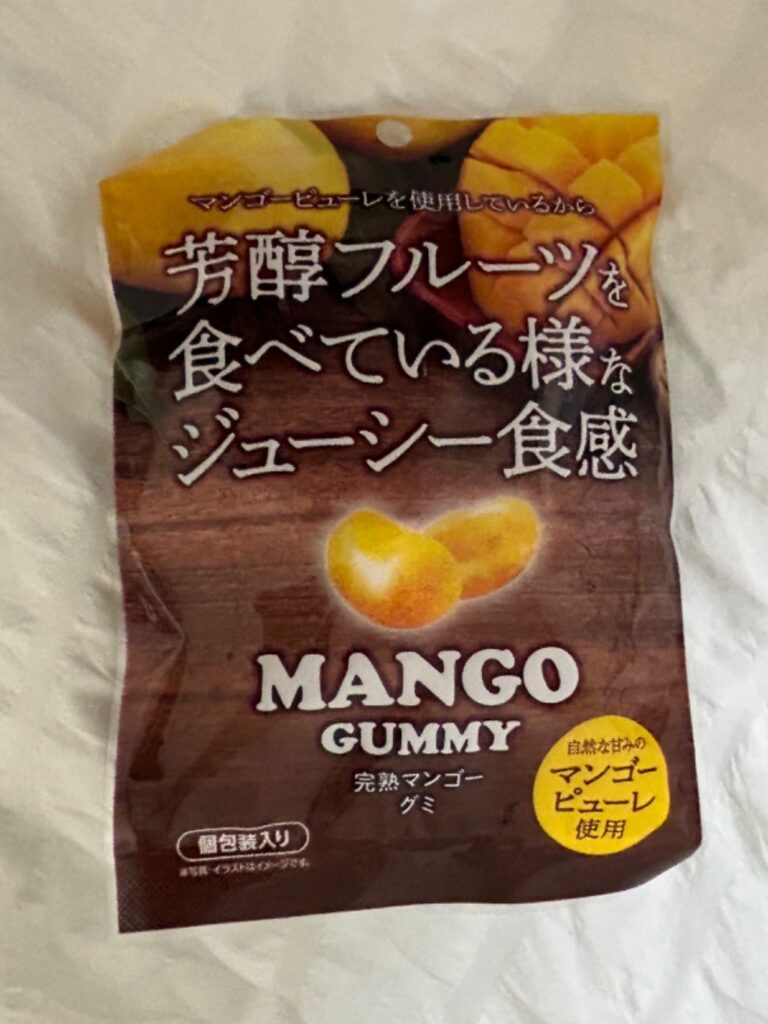 マンゴーピューレを使用しているから
芳醇フルーツを
食べている様な
ジューシー食感
MANGO
GUMMY
完熟マンゴー
グミ
自然な甘みの
マンゴー
ピューレ
使用
個包装入り
※写真・イラストはイメージです。